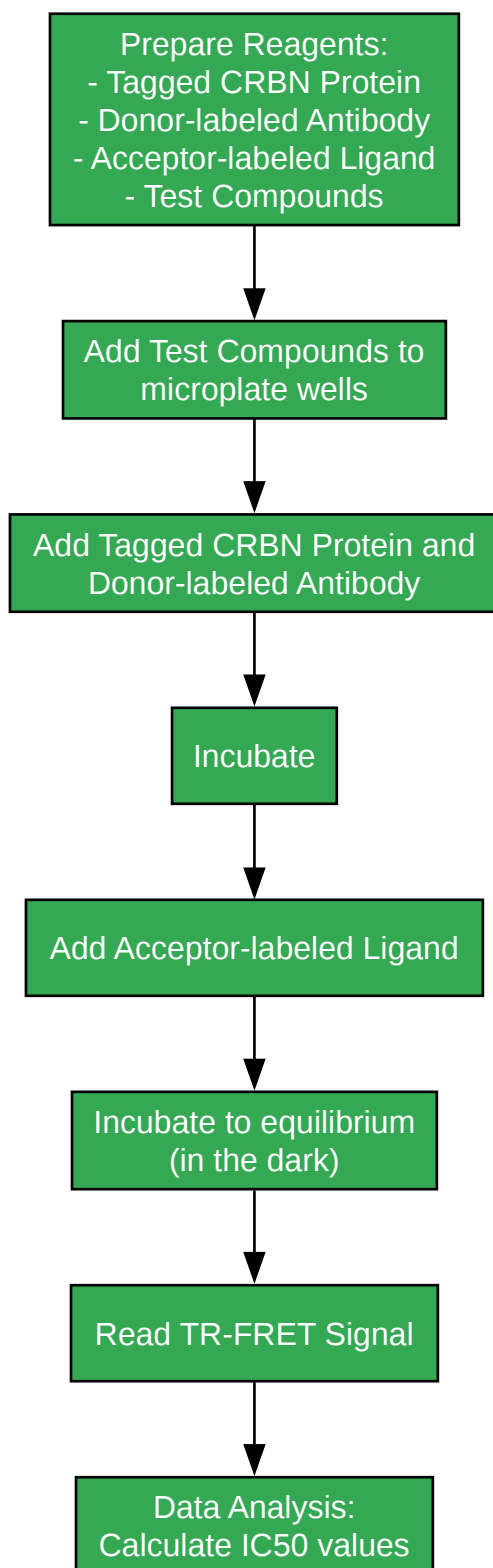 Prepare Reagents:
- Tagged CRBN Protein
- Donor-labeled Antibody
- Acceptor-labeled Ligand
- Test Compounds
Add Test Compounds to
microplate wells
Add Tagged CRBN Protein and
Donor-labeled Antibody
Incubate
Add Acceptor-labeled Ligand
Incubate to equilibrium
(in the dark)
Read TR-FRET Signal
Data Analysis:
Calculate IC50 values